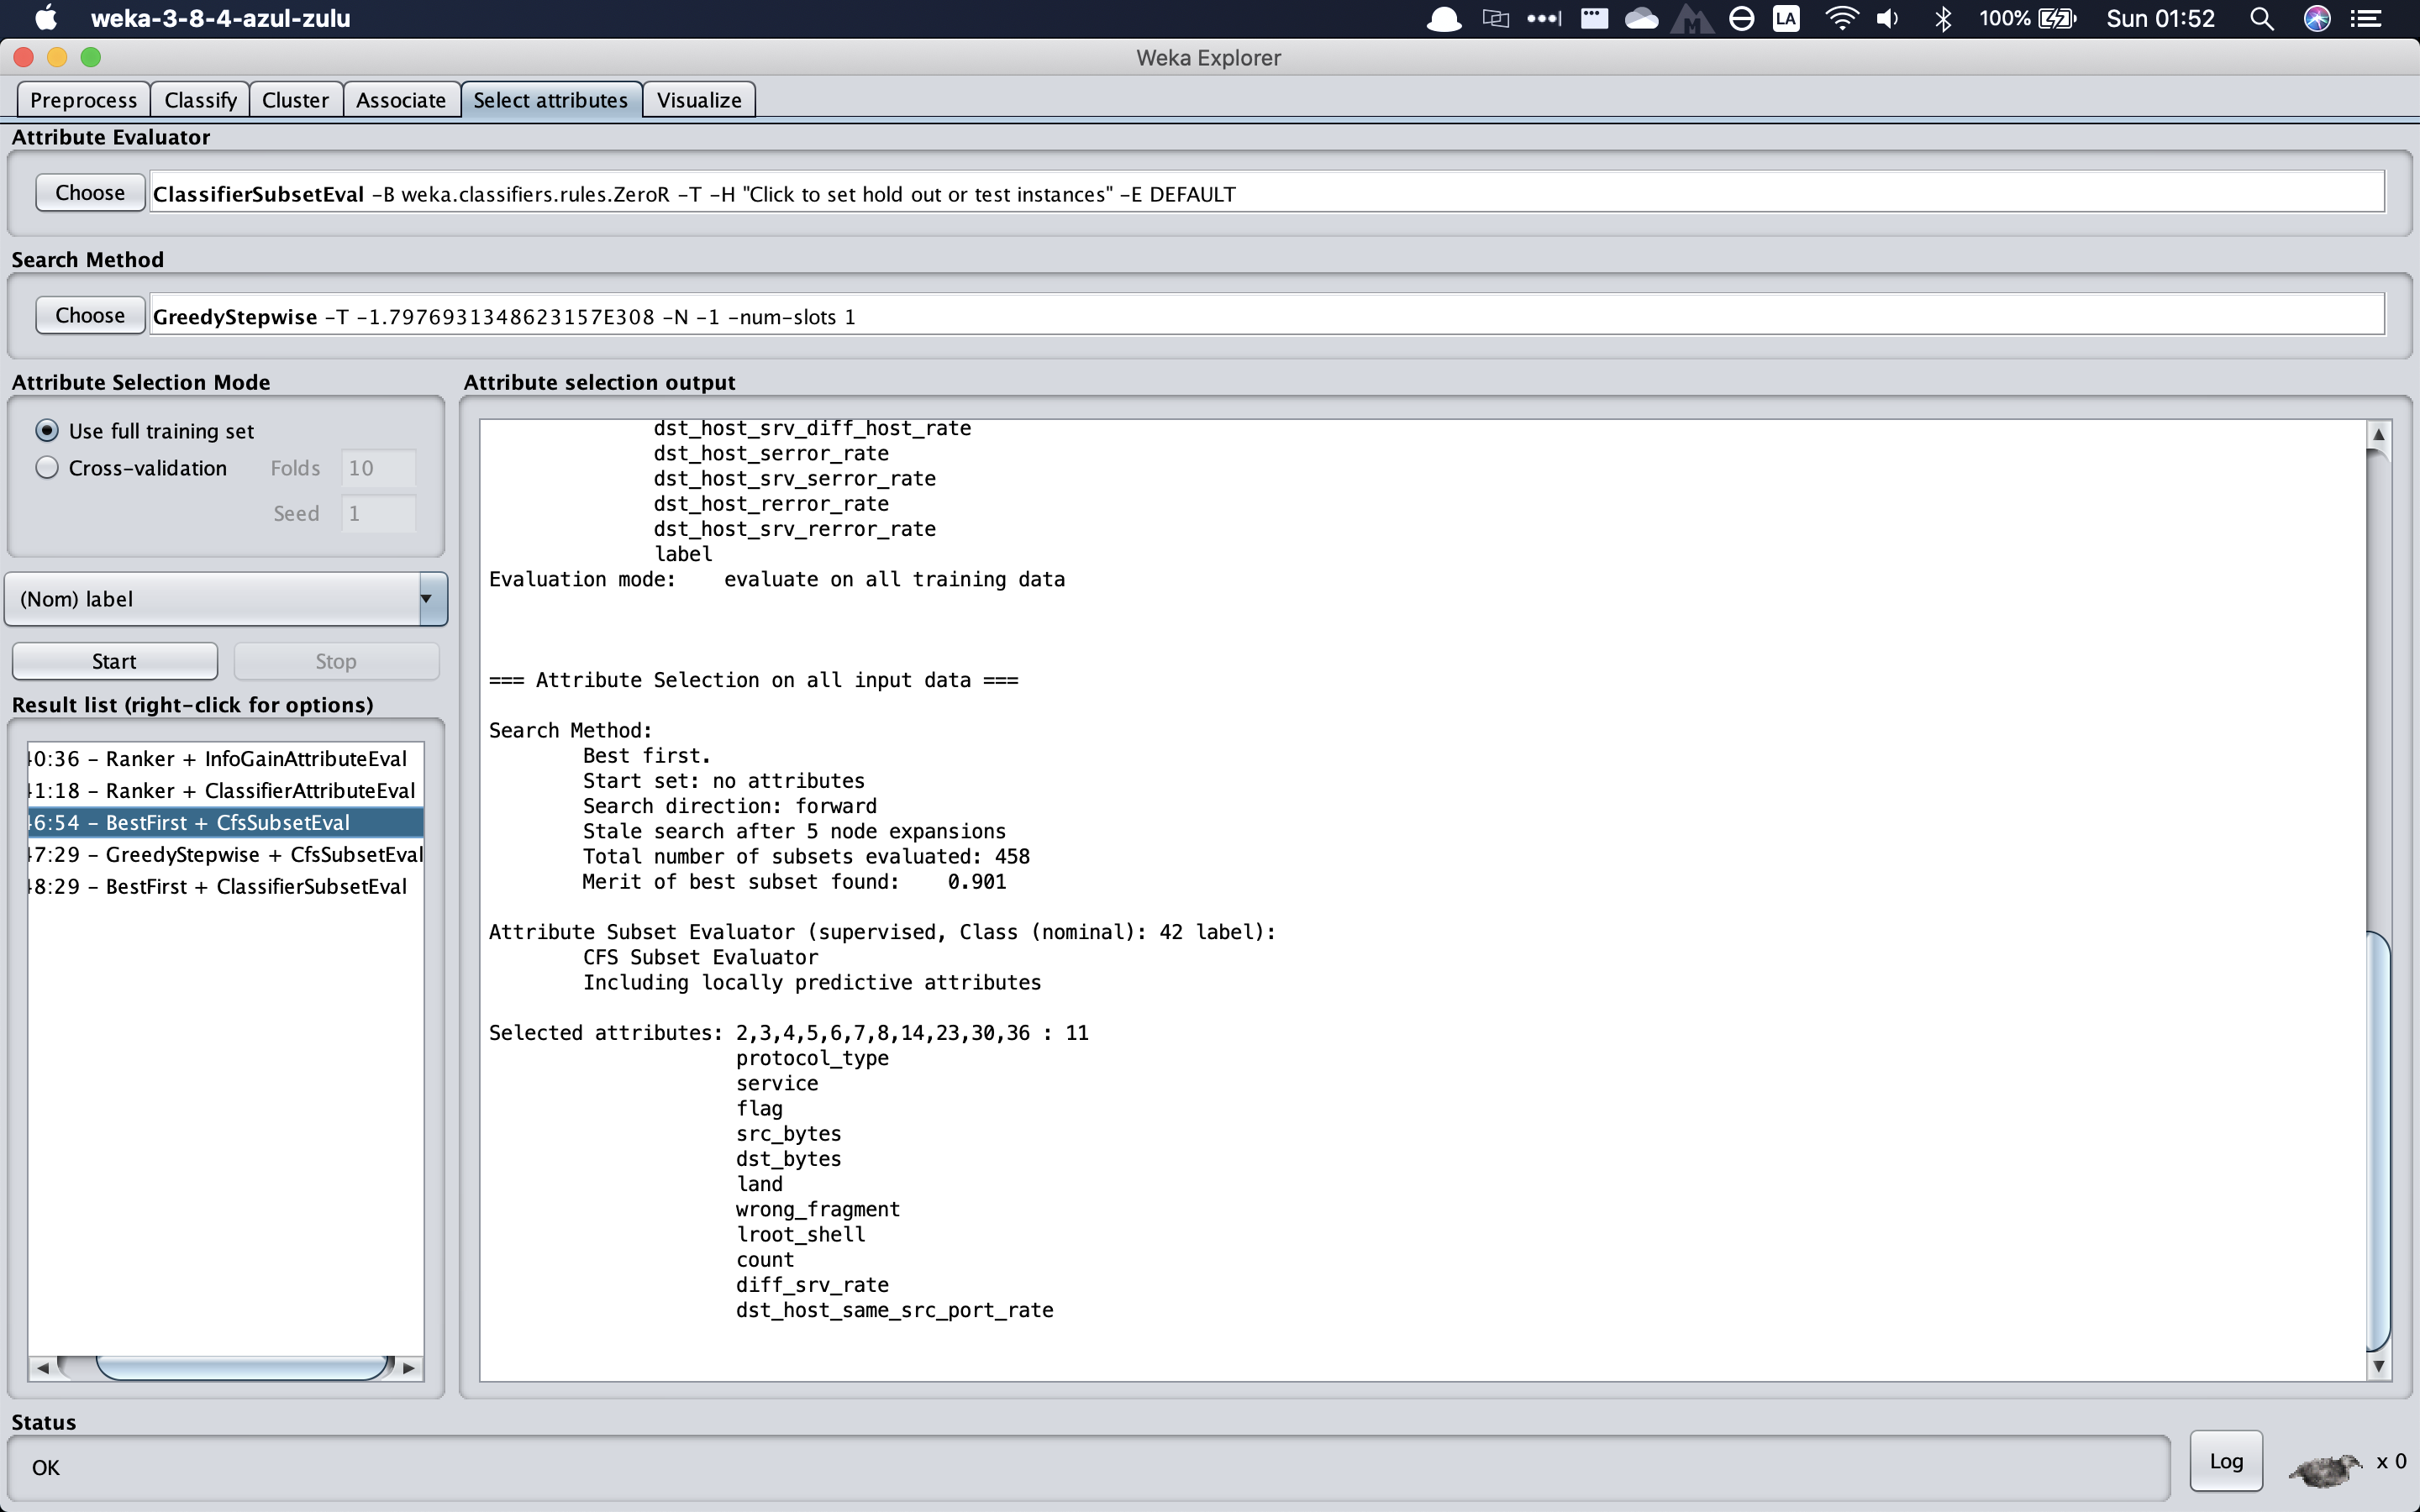 weka-3-8-4-azul-zulu
LA
100%
Sun 01:52
Weka Explorer
Preprocess
Classify
Cluster
Associate
Select attributes
Visualize
Attribute Evaluator
Choose
ClassifierSubsetEval -B weka.classifiers.rules.ZeroR -T -H "Click to set hold out or test instances" -E DEFAULT
Search Method
Choose
GreedyStepwise -T -1.7976931348623157E308 -N -1 -num-slots 1
Attribute Selection Mode
Use full training set
Cross-validation
Folds
10
Seed
1
(Nom) label
Start
Stop
Result list (right-click for options)
0:36 - Ranker + InfoGainAttributeEval
1:18 - Ranker + ClassifierAttributeEval
6:54 - BestFirst + CfsSubsetEval
7:29 - GreedyStepwise + CfsSubsetEval
8:29 - BestFirst + ClassifierSubsetEval
Attribute selection output
dst_host_srv_diff_host_rate
dst_host_serror_rate
dst_host_srv_serror_rate
dst_host_rerror_rate
dst_host_srv_rerror_rate
label
Evaluation mode: evaluate on all training data
=== Attribute Selection on all input data ===
Search Method:
Best first.
Start set: no attributes
Search direction: forward
Stale search after 5 node expansions
Total number of subsets evaluated: 458
Merit of best subset found: 0.901
Attribute Subset Evaluator (supervised, Class (nominal): 42 label):
CFS Subset Evaluator
Including locally predictive attributes
Selected attributes: 2,3,4,5,6,7,8,14,23,30,36 : 11
protocol_type
service
flag
src_bytes
dst_bytes
land
wrong_fragment
lroot_shell
count
diff_srv_rate
dst_host_same_src_port_rate
Status
OK
Log
x 0